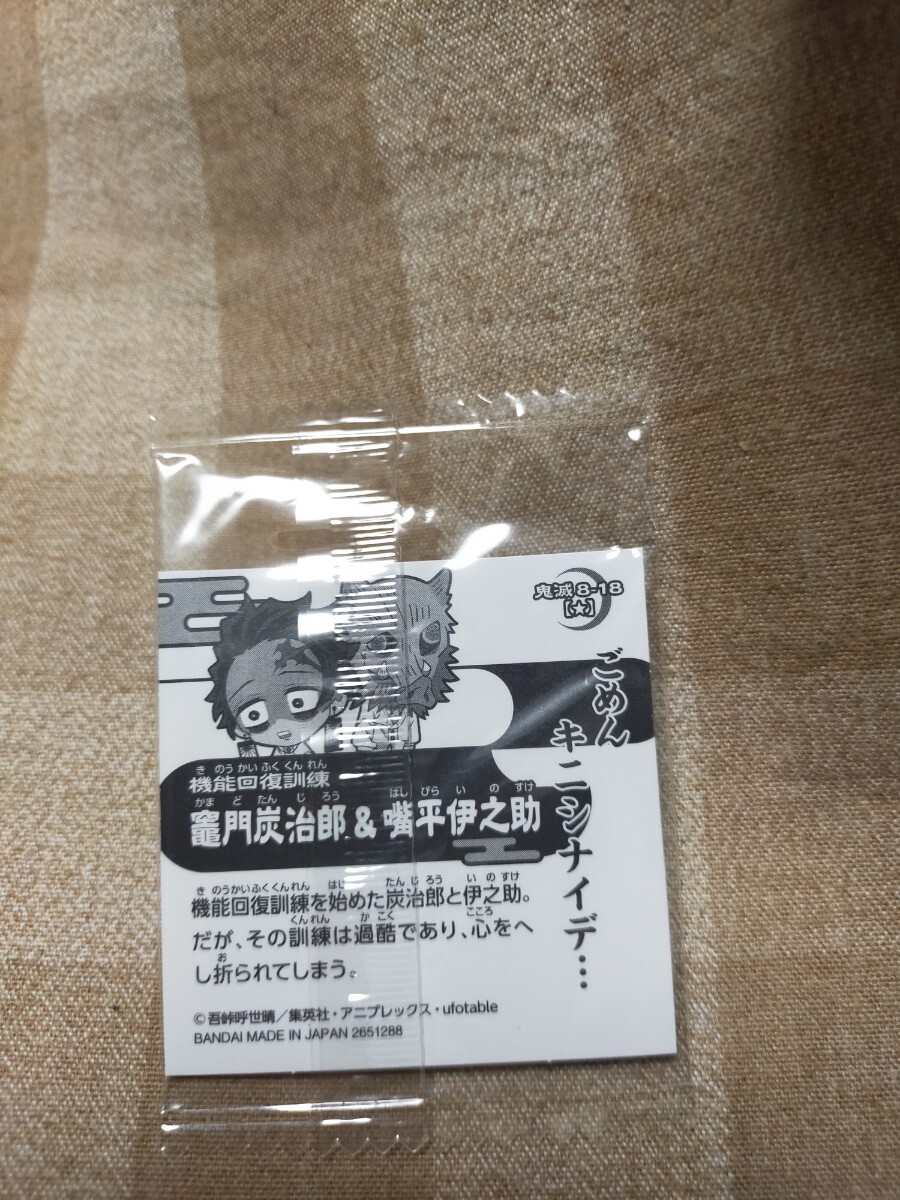 鬼滅 8-18
[★]
ごめん
キニシナイデ…
きのうかいふくくんれん
機能回復訓練
かまどたんじろう はしびらいのすけ
竈門炭治郎 & 嘴平伊之助
きのうかいふくくんれん はじ たんじろう いのすけ
機能回復訓練を始めた炭治郎と伊之助。
くんれん かこく こころ
だが、その訓練は過酷であり、心をへ
お
し折られてしまう。
©吾峠呼世晴／集英社・アニプレックス・ufotable
BANDAI MADE IN JAPAN 2651288